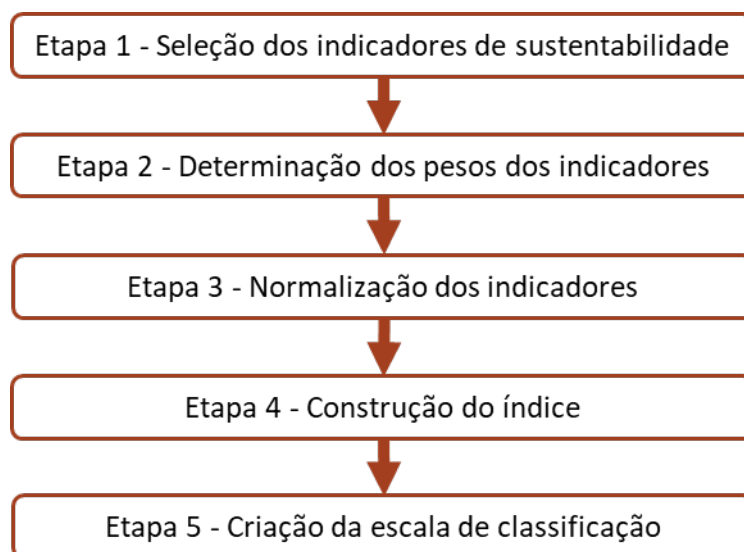 Etapa 1 - Seleção dos indicadores de sustentabilidade
Etapa 2 - Determinação dos pesos dos indicadores
Etapa 3 - Normalização dos indicadores
Etapa 4 - Construção do índice
Etapa 5 - Criação da escala de classificação